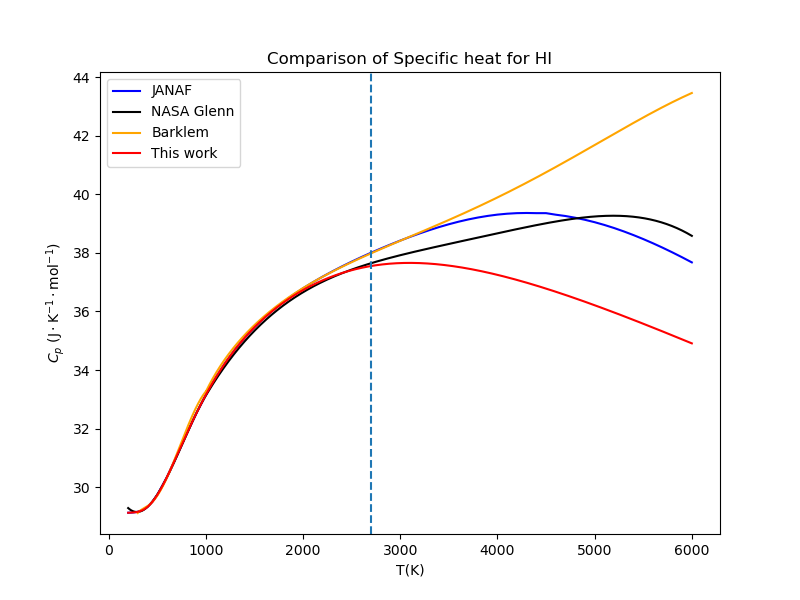 Comparison of Specific heat for HI
JANAF
NASA Glenn
Barklem
This work
44
42
40
38
36
34
32
30
$C_p$ (J · K⁻¹ · mol⁻¹)
0 1000 2000 3000 4000 5000 6000
T(K)